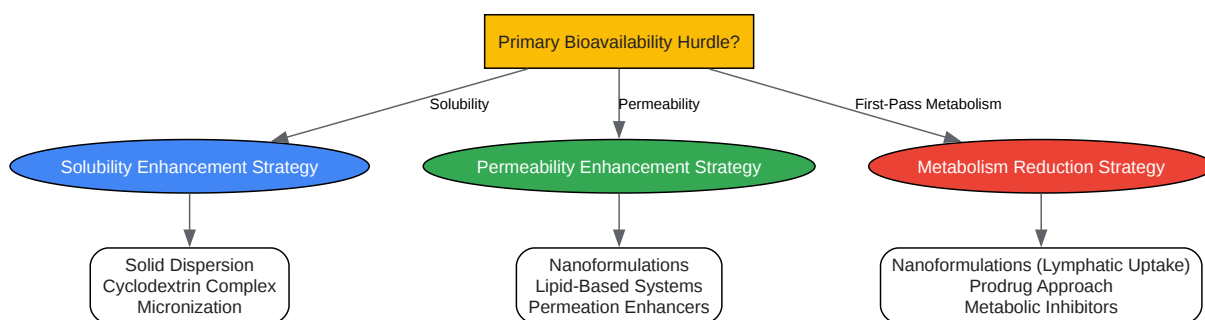 Primary Bioavailability Hurdle?
Solubility
Permeability
First-Pass Metabolism
Solubility Enhancement Strategy
Permeability Enhancement Strategy
Metabolism Reduction Strategy
Solid Dispersion
Cyclodextrin Complex
Micronization
Nanoformulations
Lipid-Based Systems
Permeation Enhancers
Nanoformulations (Lymphatic Uptake)
Prodrug Approach
Metabolic Inhibitors